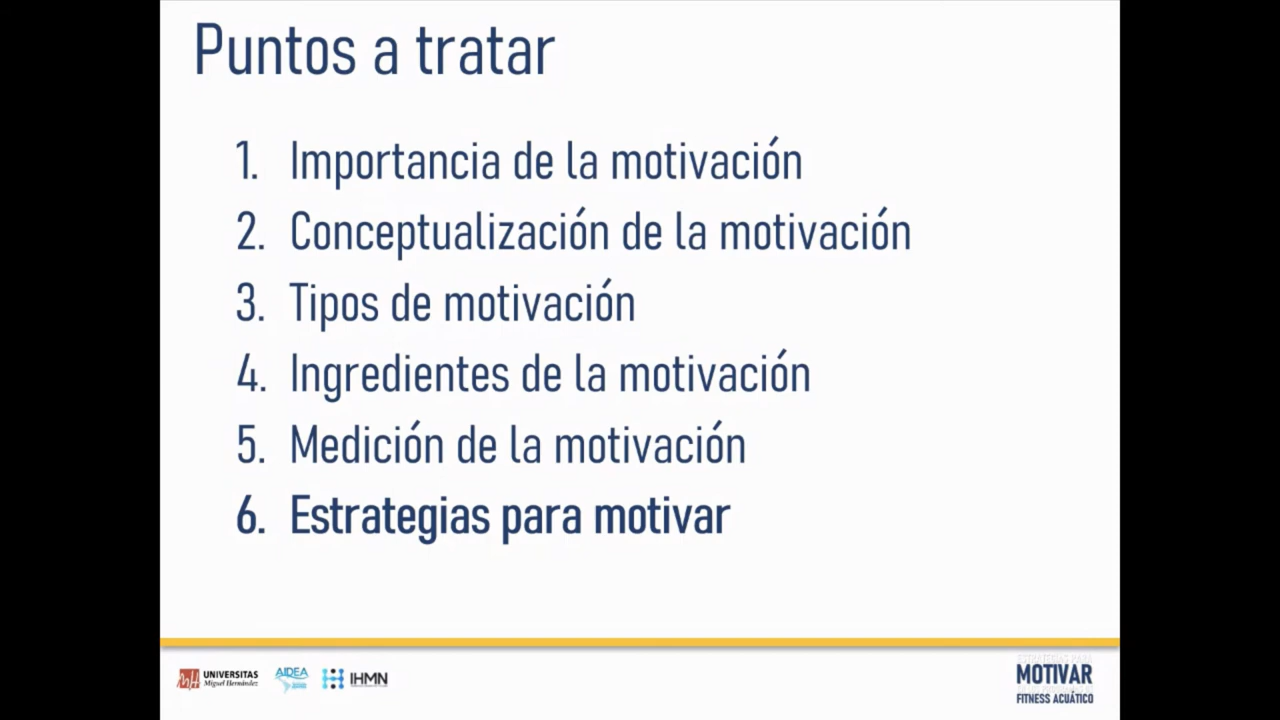 Puntos a tratar
1. Importancia de la motivación
2. Conceptualización de la motivación
3. Tipos de motivación
4. Ingredientes de la motivación
5. Medición de la motivación
6. Estrategias para motivar
UNIVERSITAS
Miguel Hernández
AIDEA
IHMN
ESTRATEGIAS PARA
MOTIVAR
FITNESS ACUÁTICO